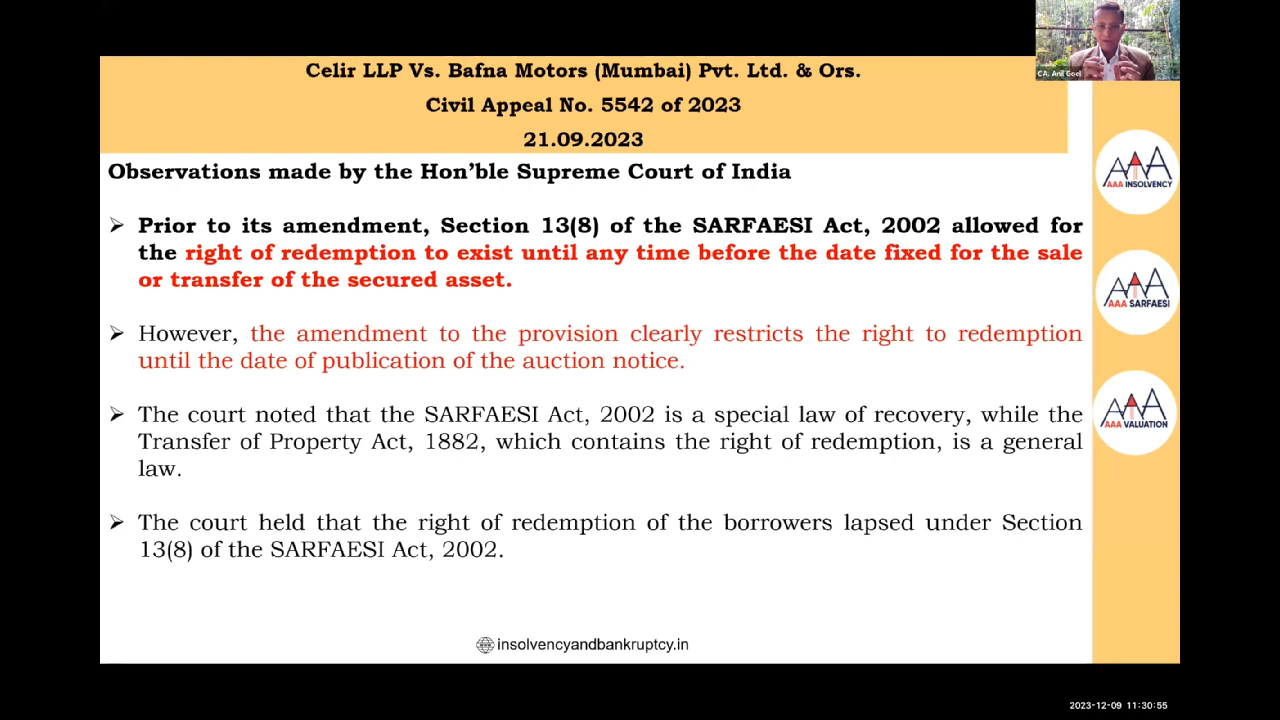 CA. Anil Goel
Celir LLP Vs. Bafna Motors (Mumbai) Pvt. Ltd. & Ors.
Civil Appeal No. 5542 of 2023
21.09.2023
Observations made by the Hon'ble Supreme Court of India
➢ Prior to its amendment, Section 13(8) of the SARFAESI Act, 2002 allowed for
the right of redemption to exist until any time before the date fixed for the sale
or transfer of the secured asset.
➢ However, the amendment to the provision clearly restricts the right to redemption
until the date of publication of the auction notice.
➢ The court noted that the SARFAESI Act, 2002 is a special law of recovery, while the
Transfer of Property Act, 1882, which contains the right of redemption, is a general
law.
➢ The court held that the right of redemption of the borrowers lapsed under Section
13(8) of the SARFAESI Act, 2002.
AAA
AAA INSOLVENCY
AAA
AAA SARFAESI
AAA
AAA VALUATION
insolvencyandbankruptcy.in
2023-12-09 11:30:55